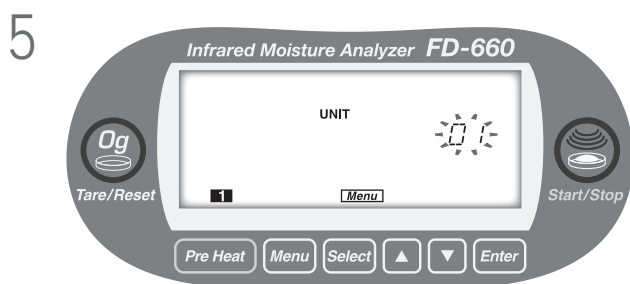 5
Infrared Moisture Analyzer FD-660
UNIT
01
0g
Tare/Reset
1
Menu
Start/Stop
Pre Heat Menu Select ▲ ▼ Enter